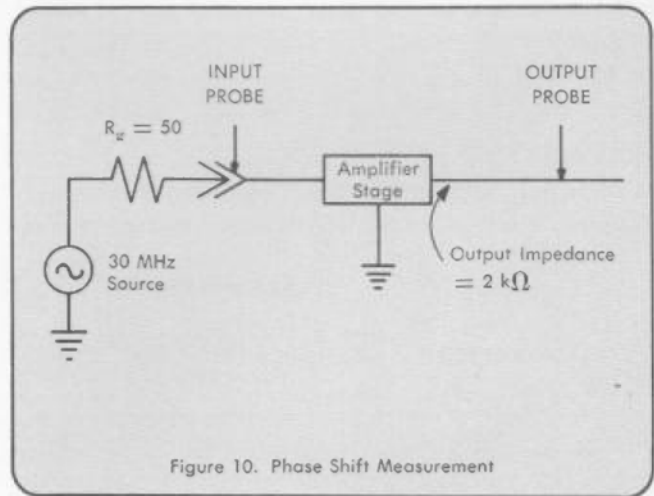 INPUT
PROBE
OUTPUT
PROBE
R_g = 50
Amplifier
Stage
30 MHz
Source
Output Impedance
= 2 kΩ
Figure 10. Phase Shift Measurement